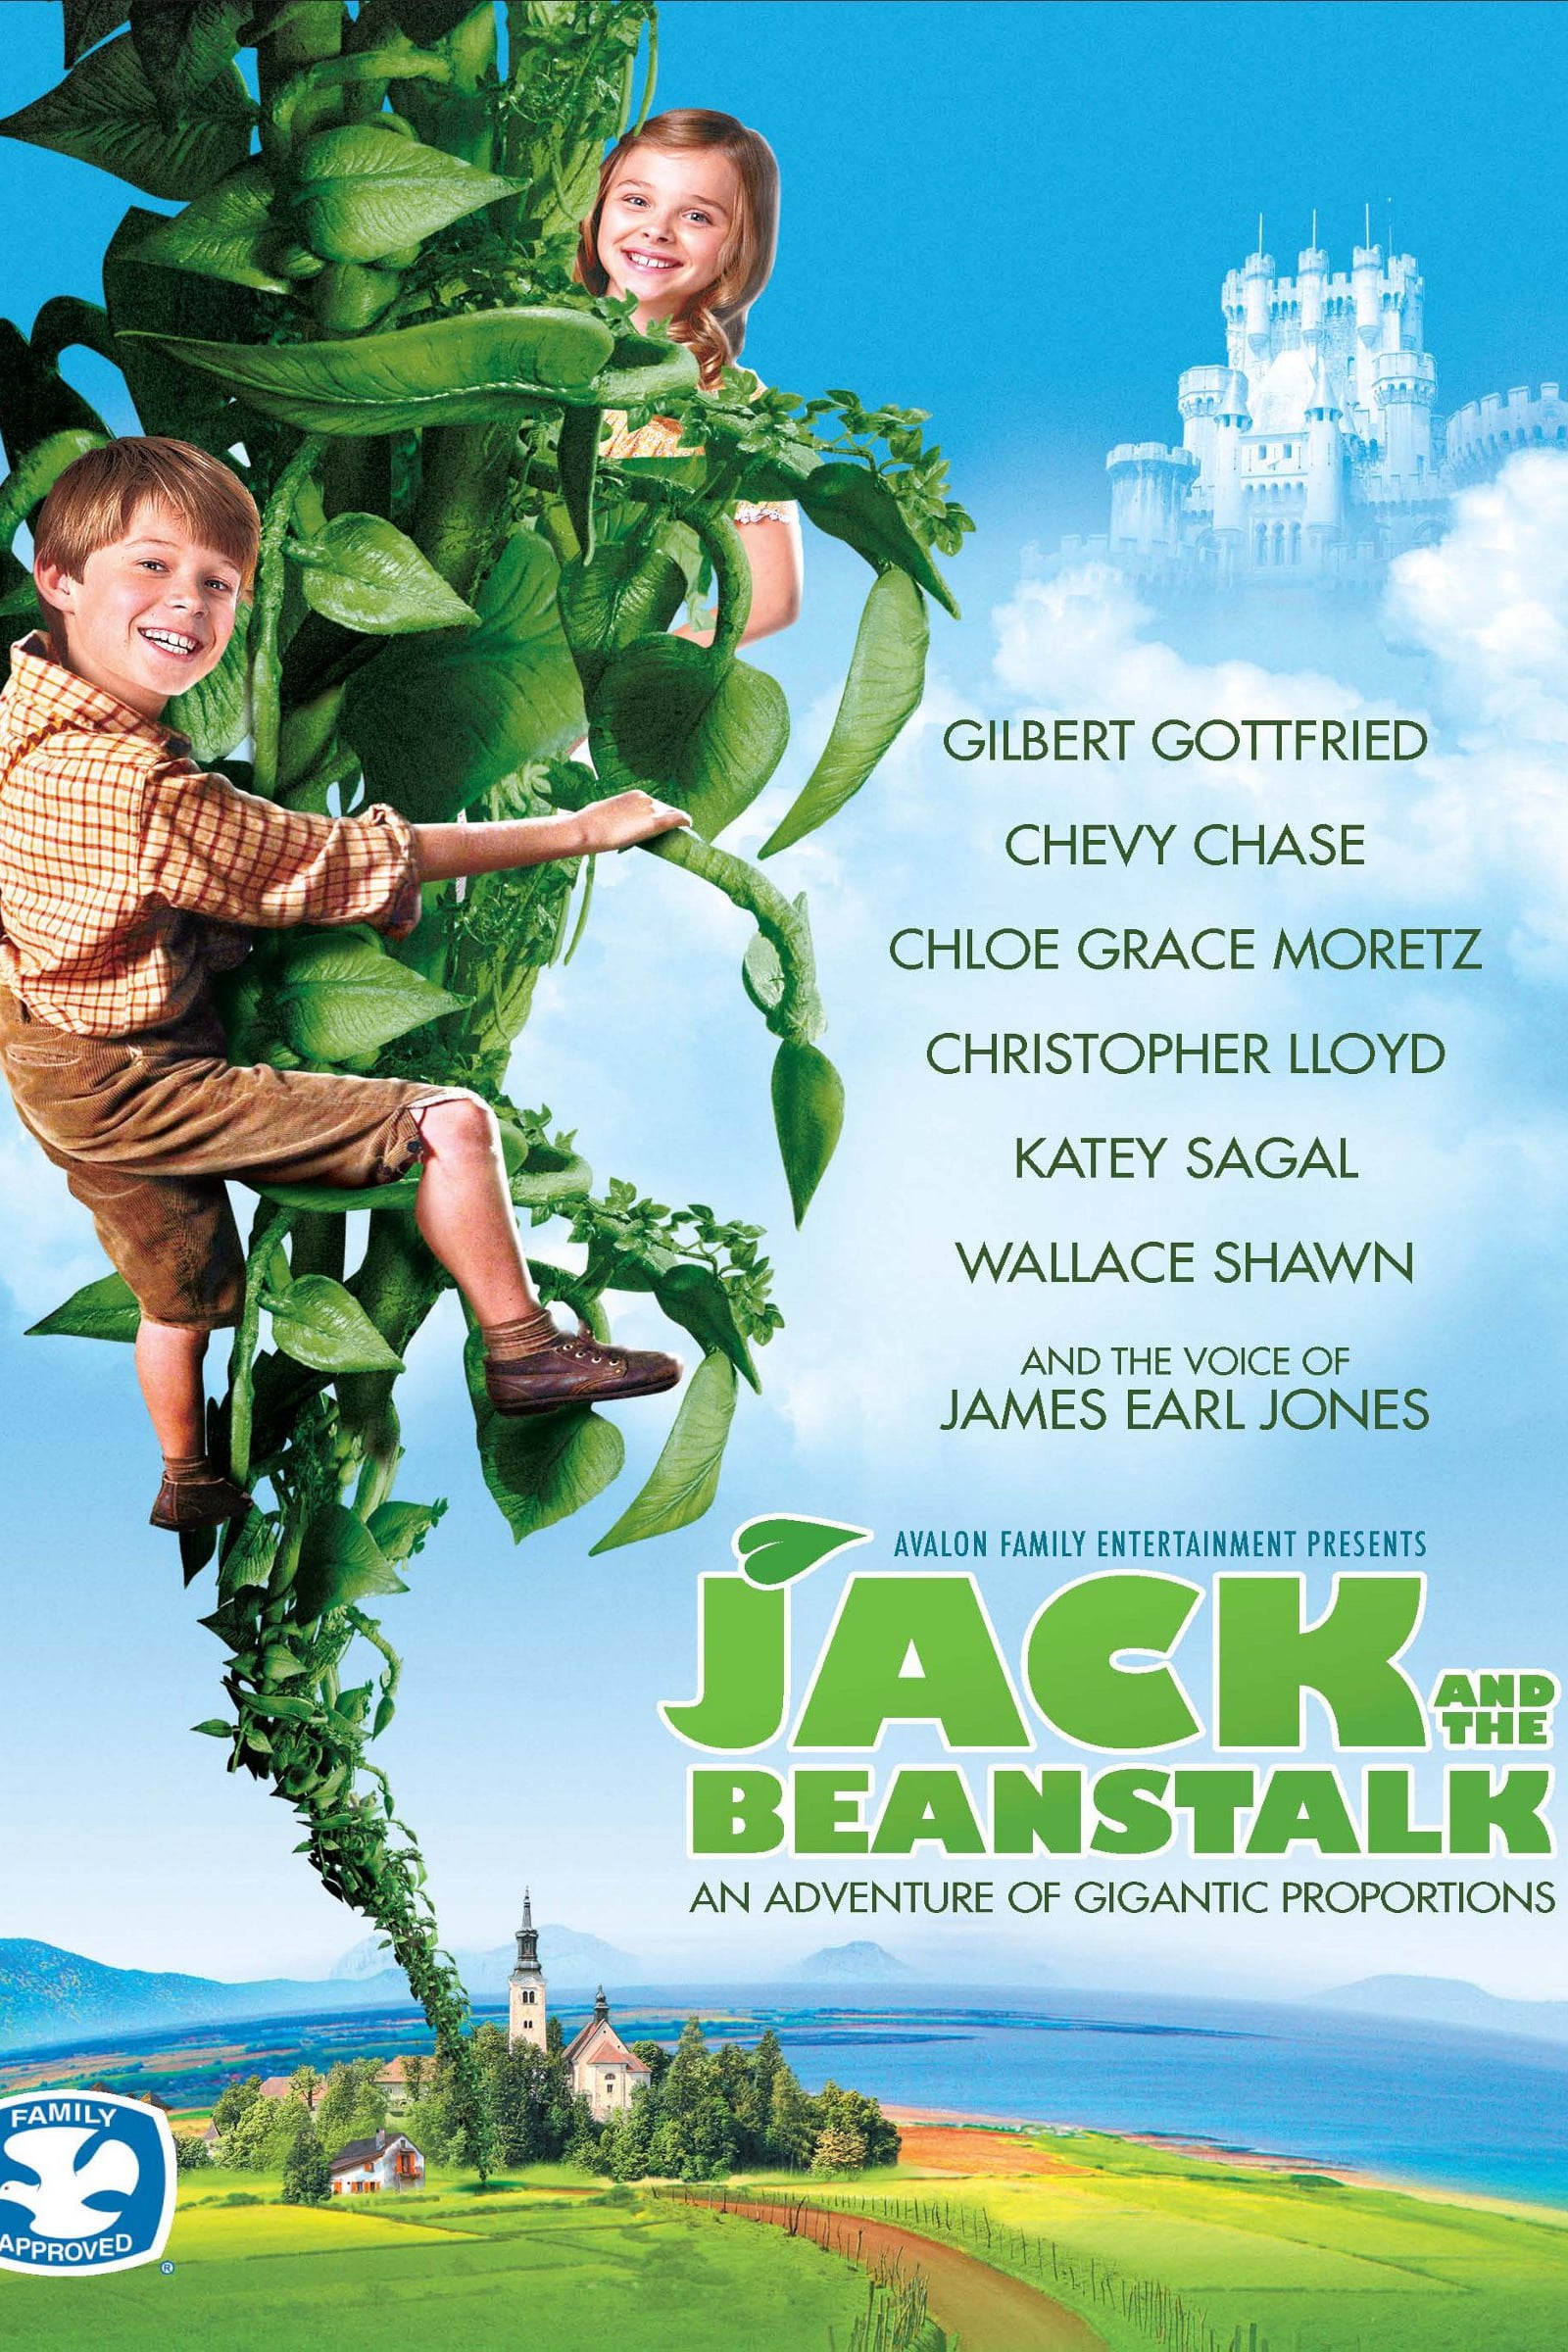 GILBERT GOTTFRIED
CHEVY CHASE
CHLOE GRACE MORETZ
CHRISTOPHER LLOYD
KATEY SAGAL
WALLACE SHAWN
AND THE VOICE OF
JAMES EARL JONES
AVALON FAMILY ENTERTAINMENT PRESENTS
JACK AND THE
BEANSTALK
AN ADVENTURE OF GIGANTIC PROPORTIONS
FAMILY
APPROVED
®